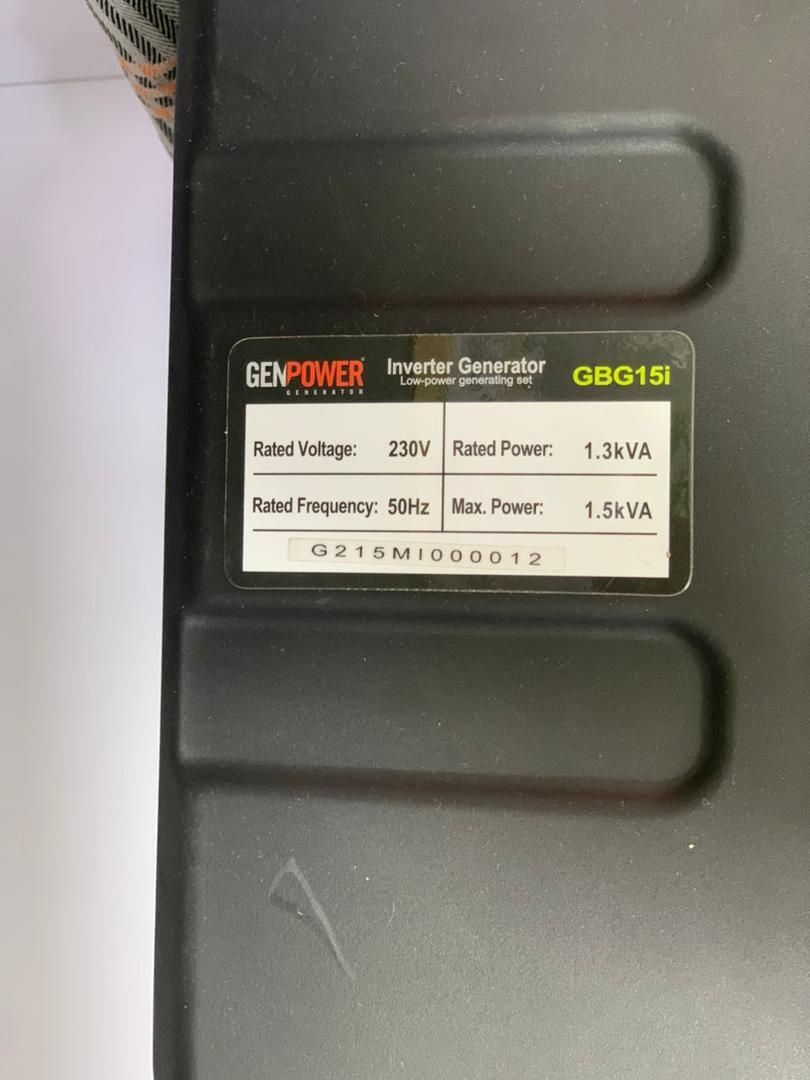 GENPOWER
GENERATOR
Inverter Generator
Low-power generating set
GBG15i
Rated Voltage: 230V
Rated Power: 1.3kVA
Rated Frequency: 50Hz
Max. Power: 1.5kVA
G215MI000012